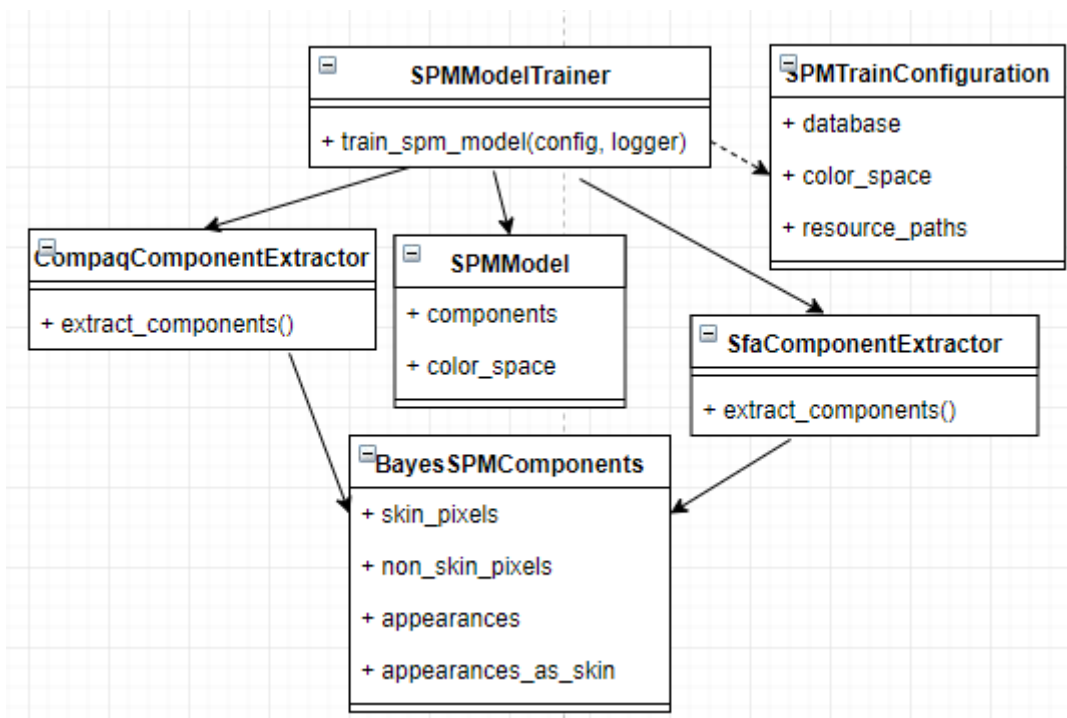 SPMModelTrainer
+ train_spm_model(config, logger)
SPMTrainConfiguration
+ database
+ color_space
+ resource_paths
CompaqComponentExtractor
+ extract_components()
SPMModel
+ components
+ color_space
SfaComponentExtractor
+ extract_components()
BayesSPMComponents
+ skin_pixels
+ non_skin_pixels
+ appearances
+ appearances_as_skin